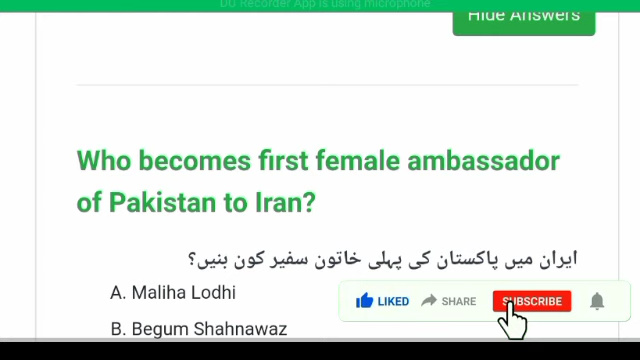 DU Recorder App is using microphone
Hide Answers
Who becomes first female ambassador
of Pakistan to Iran?
ایران میں پاکستان کی پہلی خاتون سفیر کون بنیں؟
A. Maliha Lodhi
LIKED SHARE SUBSCRIBE
B. Begum Shahnawaz